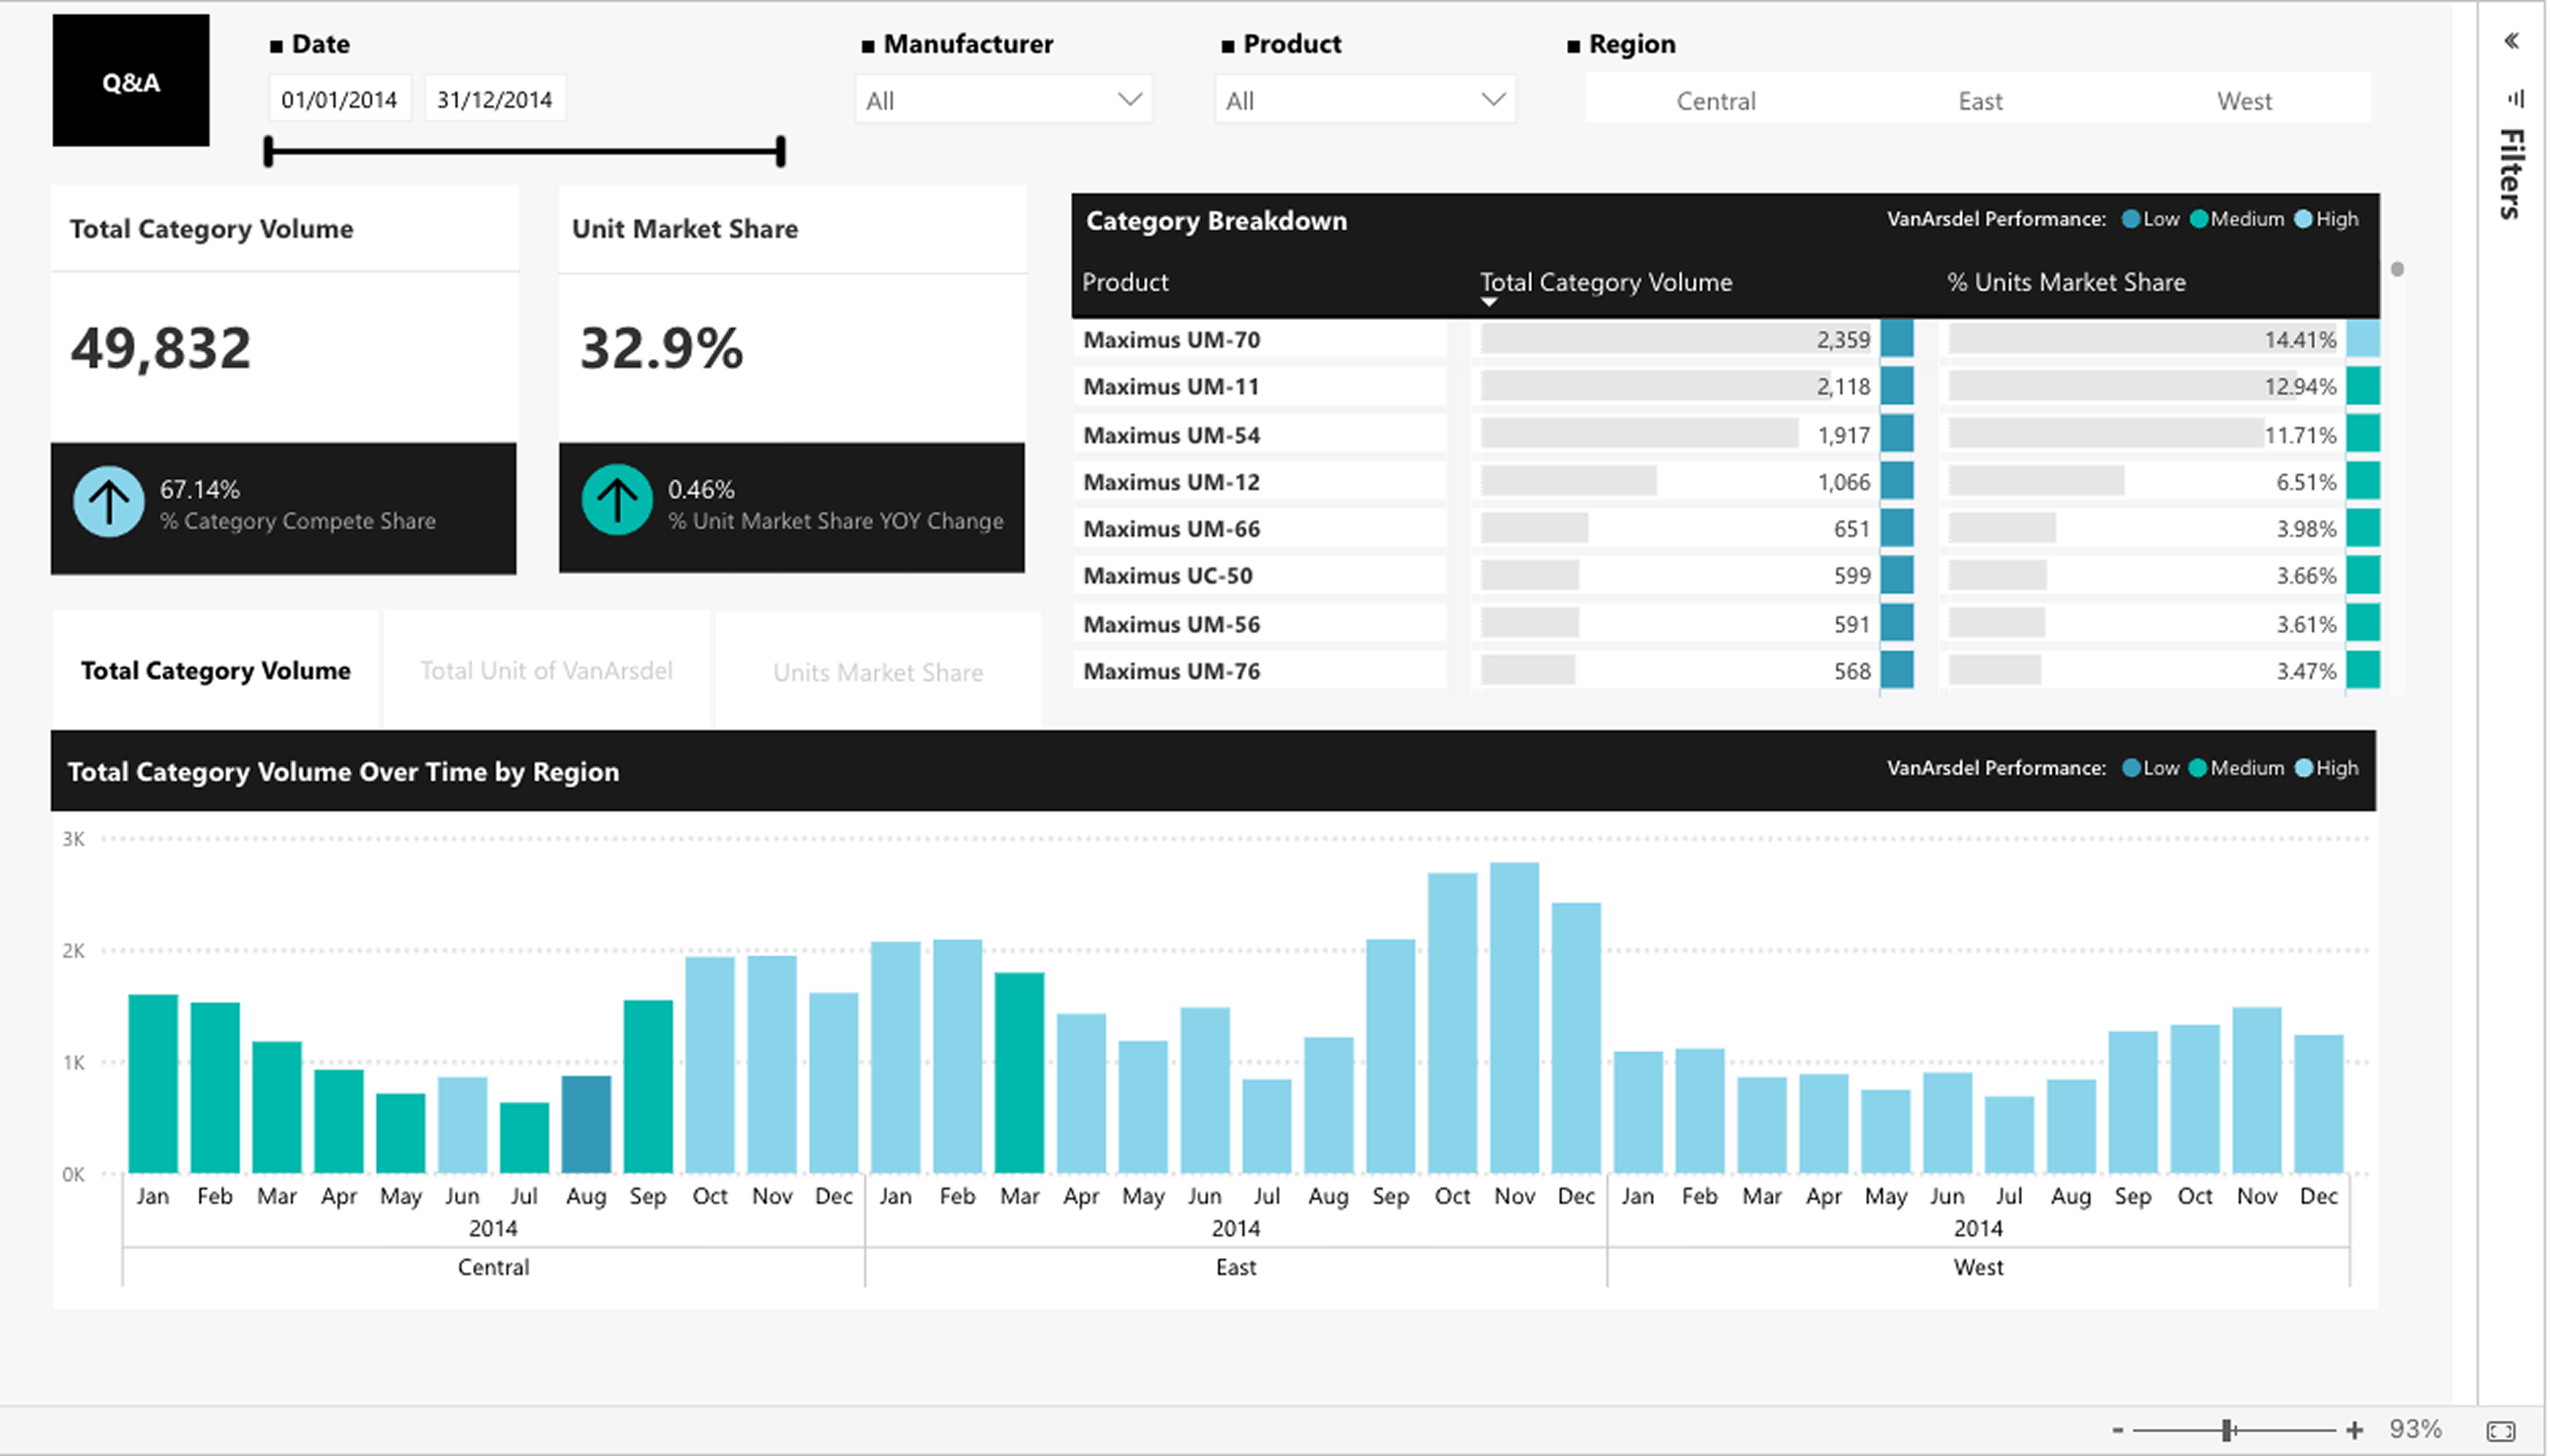 Q&A
Date
01/01/2014 31/12/2014
Manufacturer
All
Product
All
Region
Central East West
Filters
Total Category Volume
49,832
67.14%
% Category Compete Share
Unit Market Share
32.9%
0.46%
% Unit Market Share YOY Change
Category Breakdown
VanArsdel Performance: Low Medium High
Product Total Category Volume % Units Market Share
Maximus UM-70 2,359 14.41%
Maximus UM-11 2,118 12.94%
Maximus UM-54 1,917 11.71%
Maximus UM-12 1,066 6.51%
Maximus UM-66 651 3.98%
Maximus UC-50 599 3.66%
Maximus UM-56 591 3.61%
Maximus UM-76 568 3.47%
Total Category Volume Total Unit of VanArsdel Units Market Share
Total Category Volume Over Time by Region
VanArsdel Performance: Low Medium High
3K
2K
1K
0K
Jan Feb Mar Apr May Jun Jul Aug Sep Oct Nov Dec Jan Feb Mar Apr May Jun Jul Aug Sep Oct Nov Dec Jan Feb Mar Apr May Jun Jul Aug Sep Oct Nov Dec
2014 2014 2014
Central East West
- + 93%